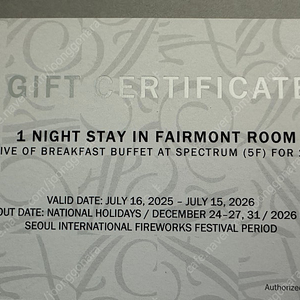 GIFT CERTIFICATE
1 NIGHT STAY IN FAIRMONT ROOM
IVE OF BREAKFAST BUFFET AT SPECTRUM (5F) FOR
VALID DATE: JULY 16, 2025 – JULY 15, 2026
OUT DATE: NATIONAL HOLIDAYS / DECEMBER 24–27, 31 / 2026
SEOUL INTERNATIONAL FIREWORKS FESTIVAL PERIOD
Authorized